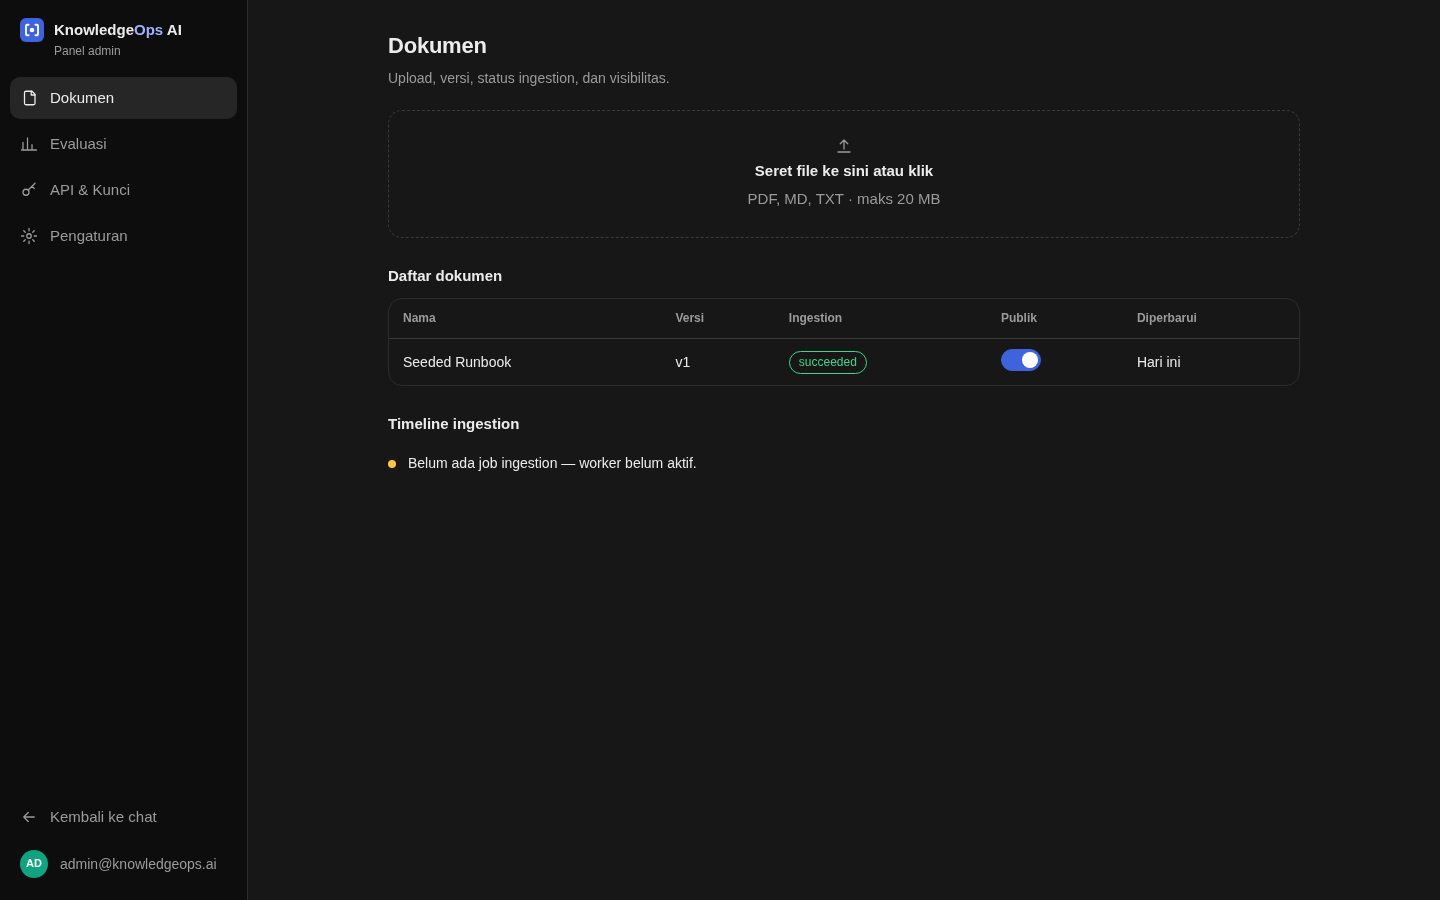 KnowledgeOps AI
Panel admin
Dokumen
Evaluasi
API & Kunci
Pengaturan
Kembali ke chat
AD
admin@knowledgeops.ai
Dokumen
Upload, versi, status ingestion, dan visibilitas.
Seret file ke sini atau klik
PDF, MD, TXT · maks 20 MB
Daftar dokumen
Nama Versi Ingestion Publik Diperbarui
Seeded Runbook v1 succeeded Hari ini
Timeline ingestion
Belum ada job ingestion — worker belum aktif.